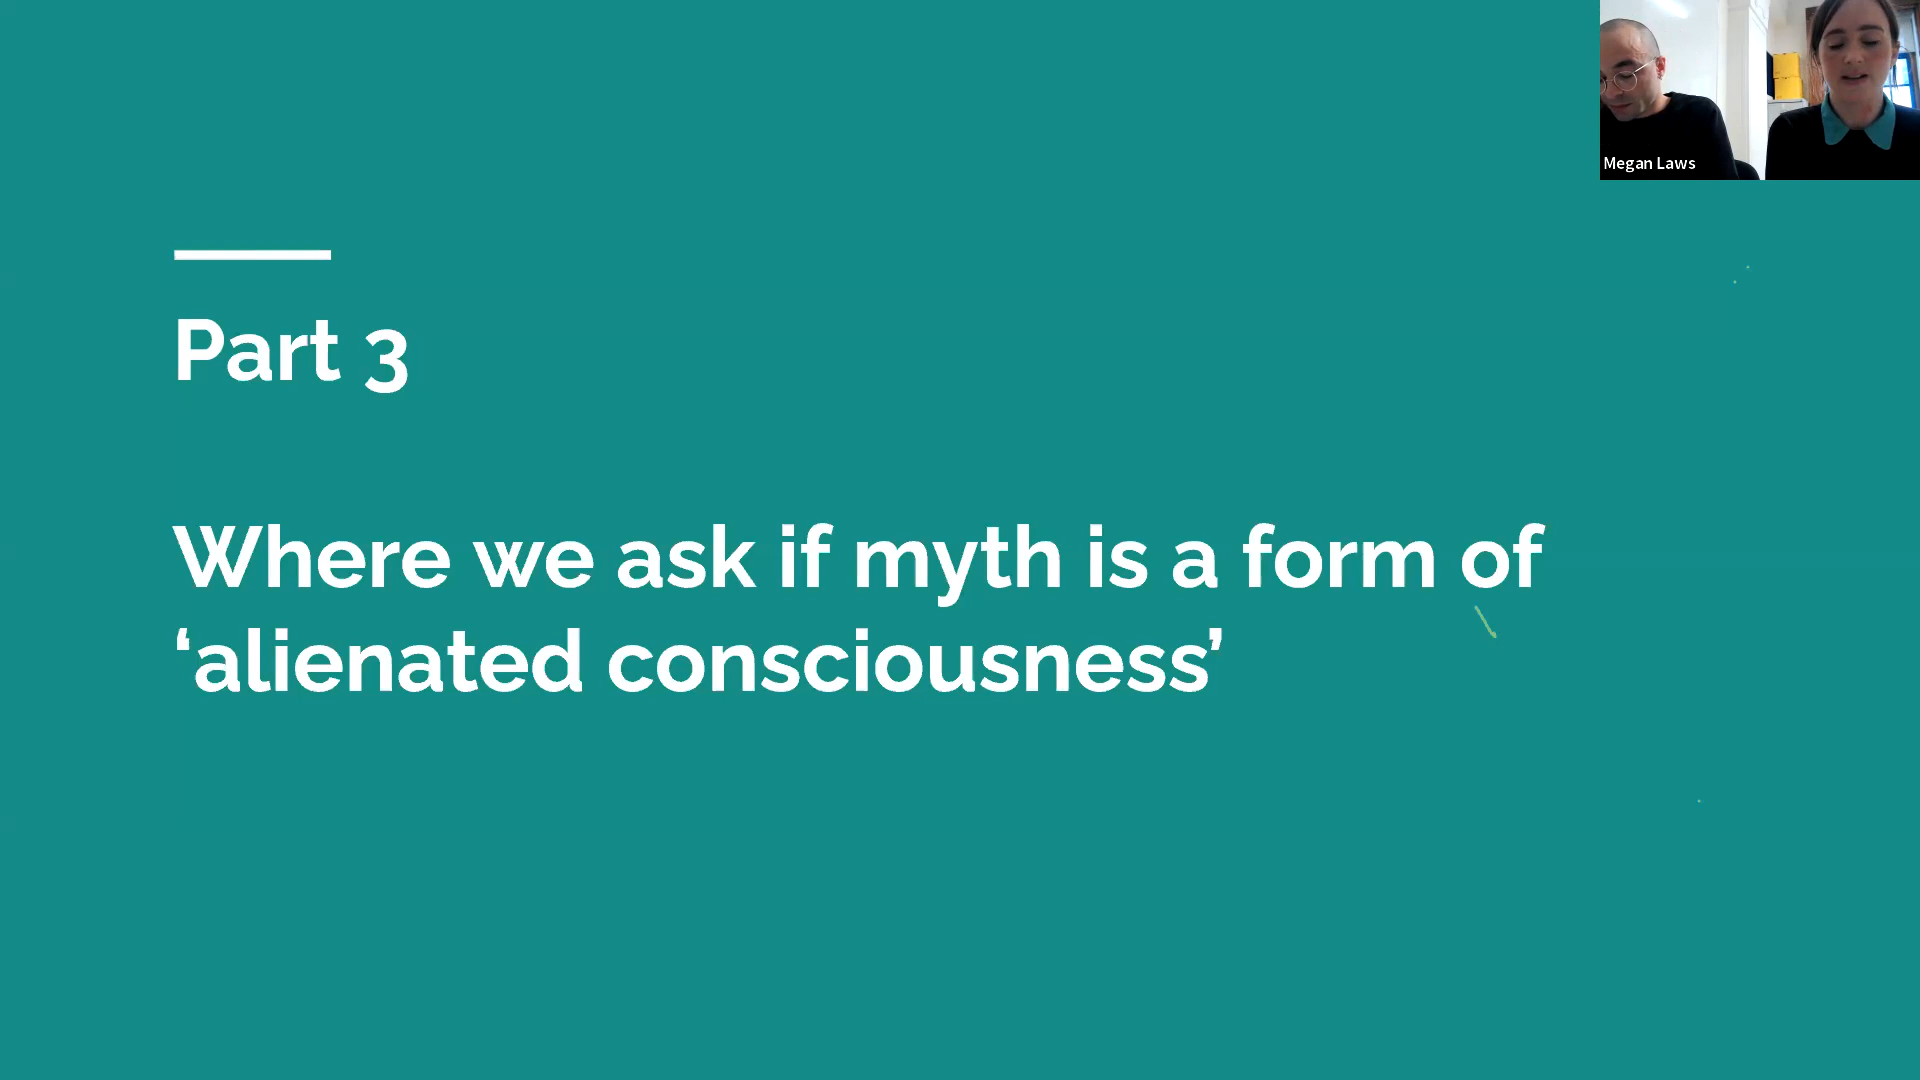 Megan Laws
Part 3
Where we ask if myth is a form of
‘alienated consciousness’